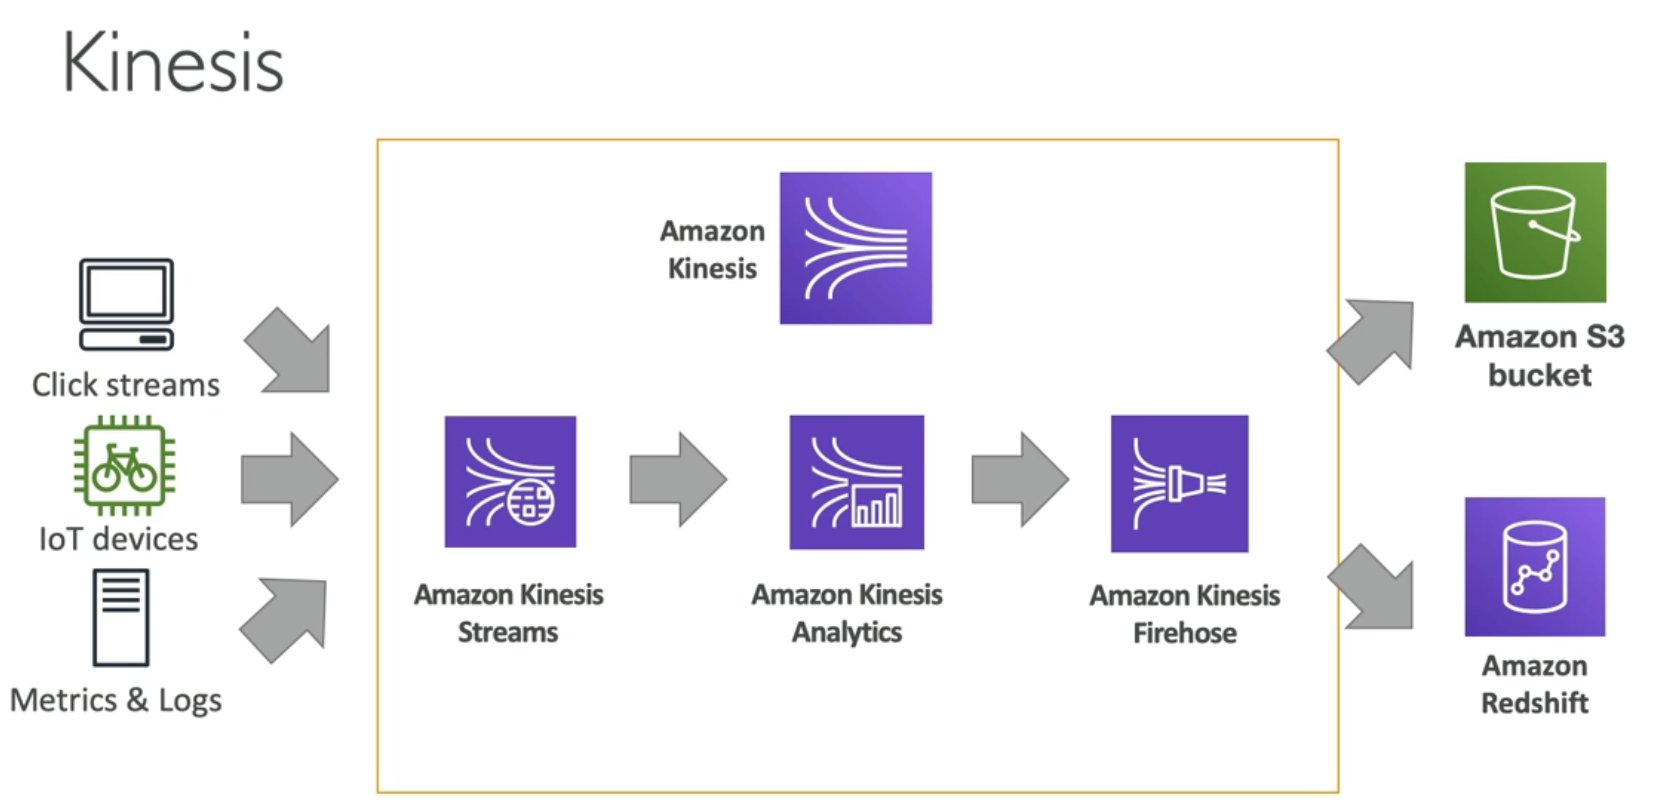 Kinesis
Amazon
Kinesis
Click streams
IoT devices
Metrics & Logs
Amazon Kinesis
Streams
Amazon Kinesis
Analytics
Amazon Kinesis
Firehose
Amazon S3
bucket
Amazon
Redshift